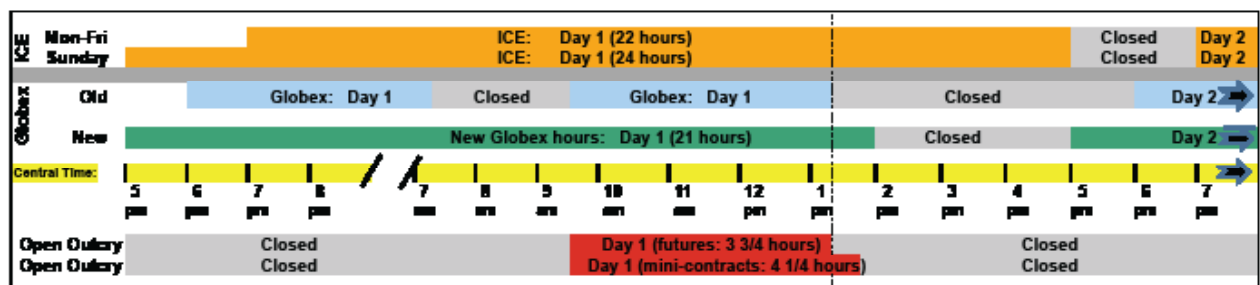 ICE
Mon-Fri ICE: Day 1 (22 hours) Closed Day 2
Sunday ICE: Day 1 (24 hours) Closed Day 2
Globex
Old Globex: Day 1 Closed Globex: Day 1 Closed Day 2
New New Globex hours: Day 1 (21 hours) Closed Day 2
Central Time:
5 6 7 8 7 8 9 10 11 12 1 2 3 4 5 6 7
pm pm pm pm am am am am am pm pm pm pm pm pm pm pm
Open Outcry Closed Day 1 (futures: 3 3/4 hours) Closed
Open Outcry Closed Day 1 (mini-contracts: 4 1/4 hours) Closed